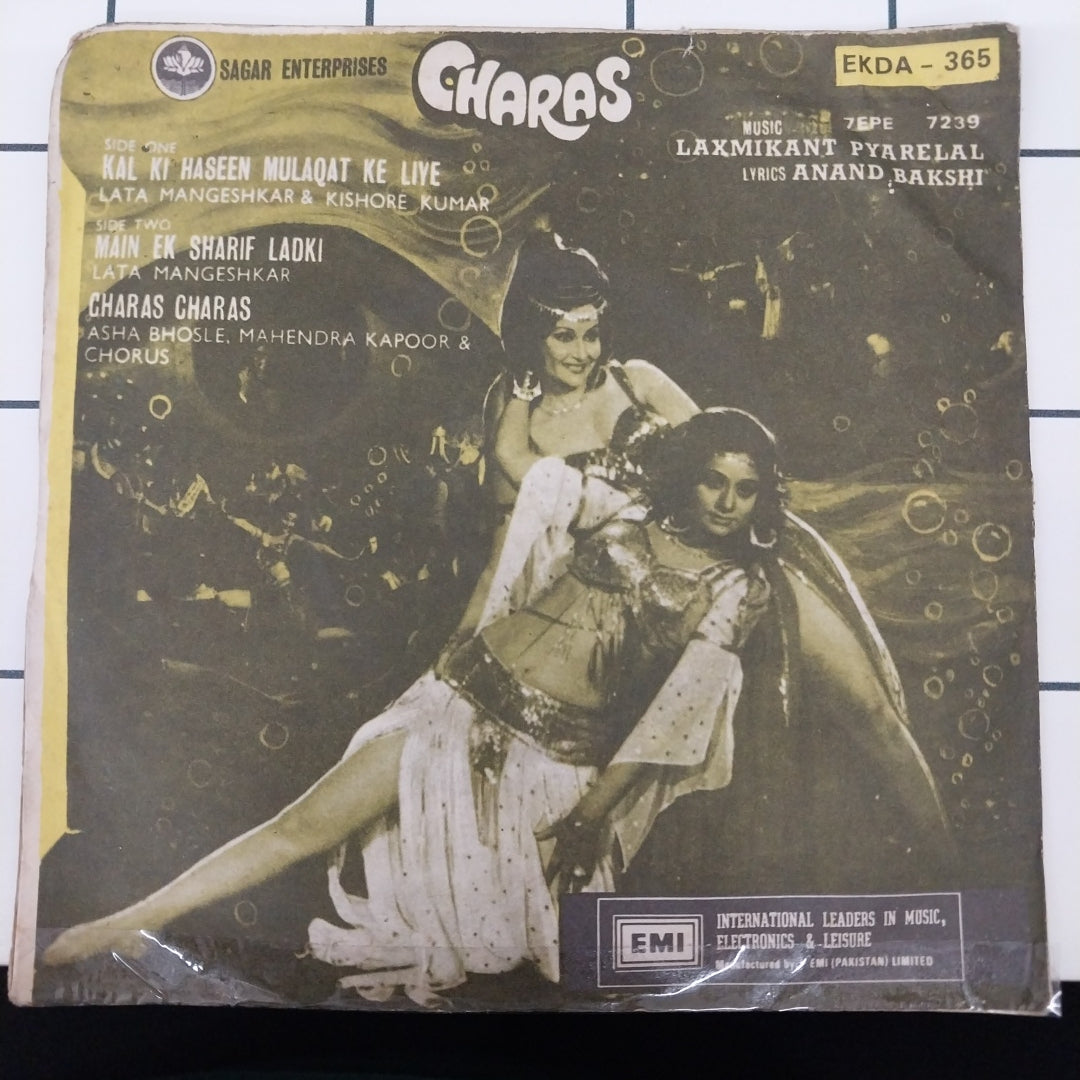 SAGAR ENTERPRISES
CHARAS
EKDA - 365
7EPE 7239
MUSIC
LAXMIKANT PYARELAL
LYRICS ANAND BAKSHI
SIDE ONE
KAL KI HASEEN MULAQAT KE LIYE
LATA MANGESHKAR & KISHORE KUMAR
SIDE TWO
MAIN EK SHARIF LADKI
LATA MANGESHKAR
CHARAS CHARAS
ASHA BHOSLE, MAHENDRA KAPOOR &
CHORUS
EMI
INTERNATIONAL LEADERS IN MUSIC,
ELECTRONICS & LEISURE
Manufactured by EMI (PAKISTAN) LIMITED